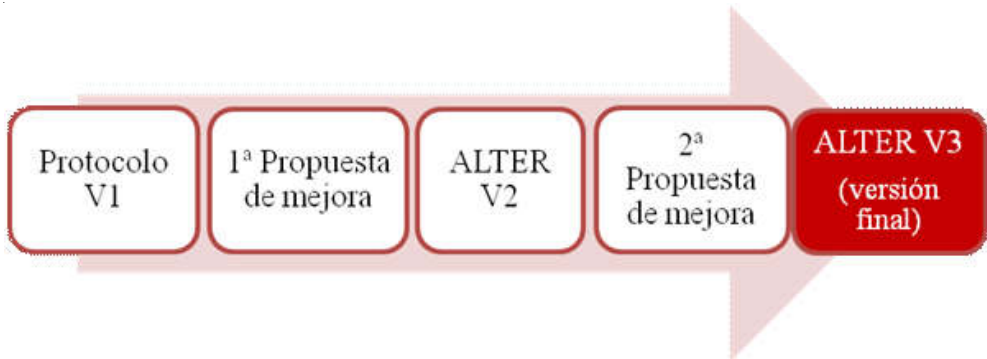 Protocolo
V1
1ª Propuesta
de mejora
ALTER
V2
2ª
Propuesta
de mejora
ALTER V3
(versión
final)